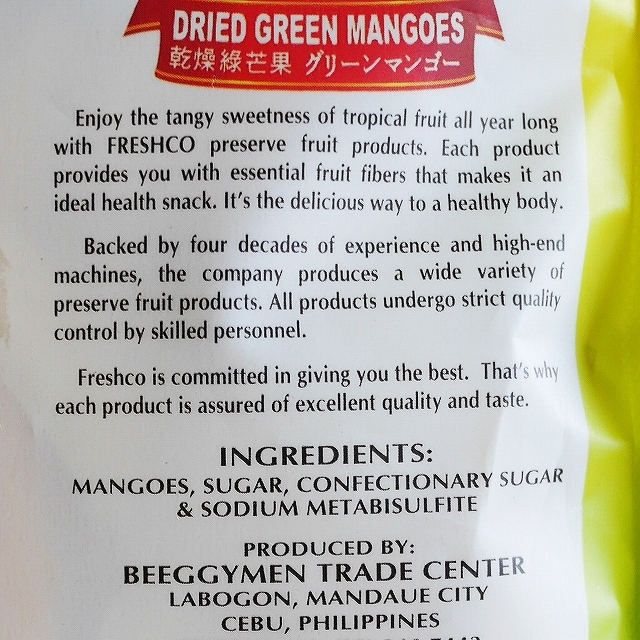 DRIED GREEN MANGOES
乾燥綠芒果 グリーンマンゴー
Enjoy the tangy sweetness of tropical fruit all year long
with FRESHCO preserve fruit products. Each product
provides you with essential fruit fibers that makes it an
ideal health snack. It's the delicious way to a healthy body.
Backed by four decades of experience and high-end
machines, the company produces a wide variety of
preserve fruit products. All products undergo strict quality
control by skilled personnel.
Freshco is committed in giving you the best. That's why
each product is assured of excellent quality and taste.
INGREDIENTS:
MANGOES, SUGAR, CONFECTIONARY SUGAR
& SODIUM METABISULFITE
PRODUCED BY:
BEEGGYMEN TRADE CENTER
LABOGON, MANDAUE CITY
CEBU, PHILIPPINES